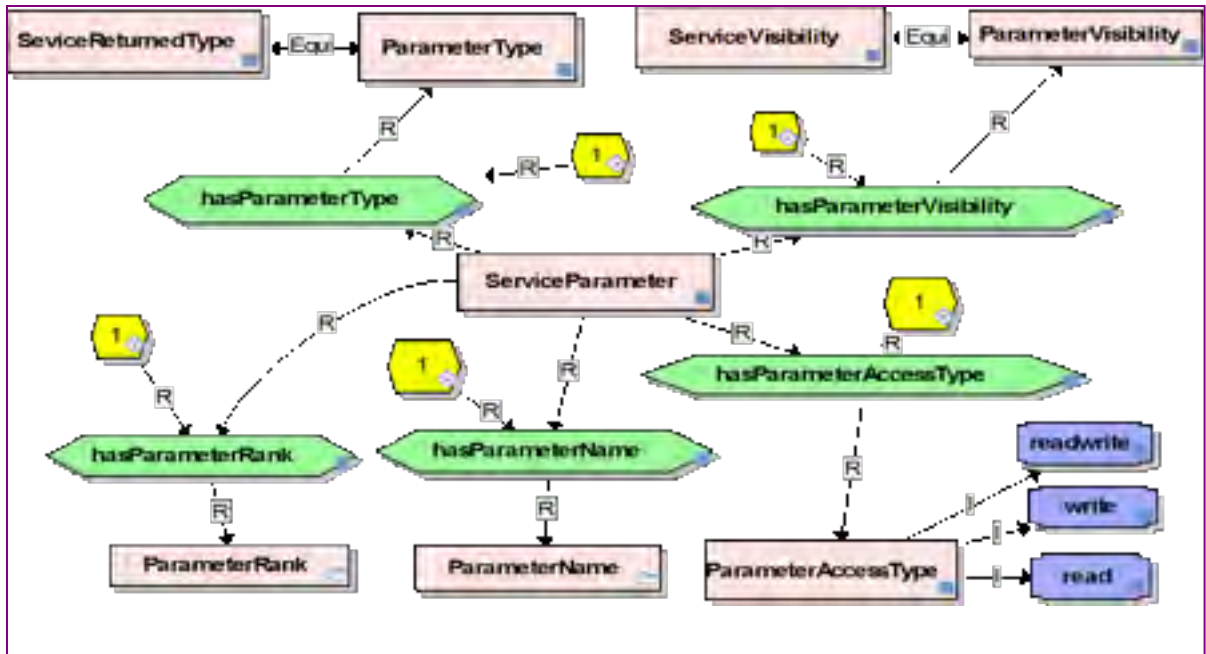 SeviceReturnedType
Equi
ParameterType
ServiceVisibility
Equi
ParameterVisibility
R
R
1
R
1
R
hasParameterType
hasParameterVisibility
R
R
ServiceParameter
1
R
1
R
R
1
R
hasParameterAccessType
R
R
hasParameterRank
hasParameterName
readwrite
R
R
R
I
write
I
ParameterRank
ParameterName
ParameterAccessType
I
read